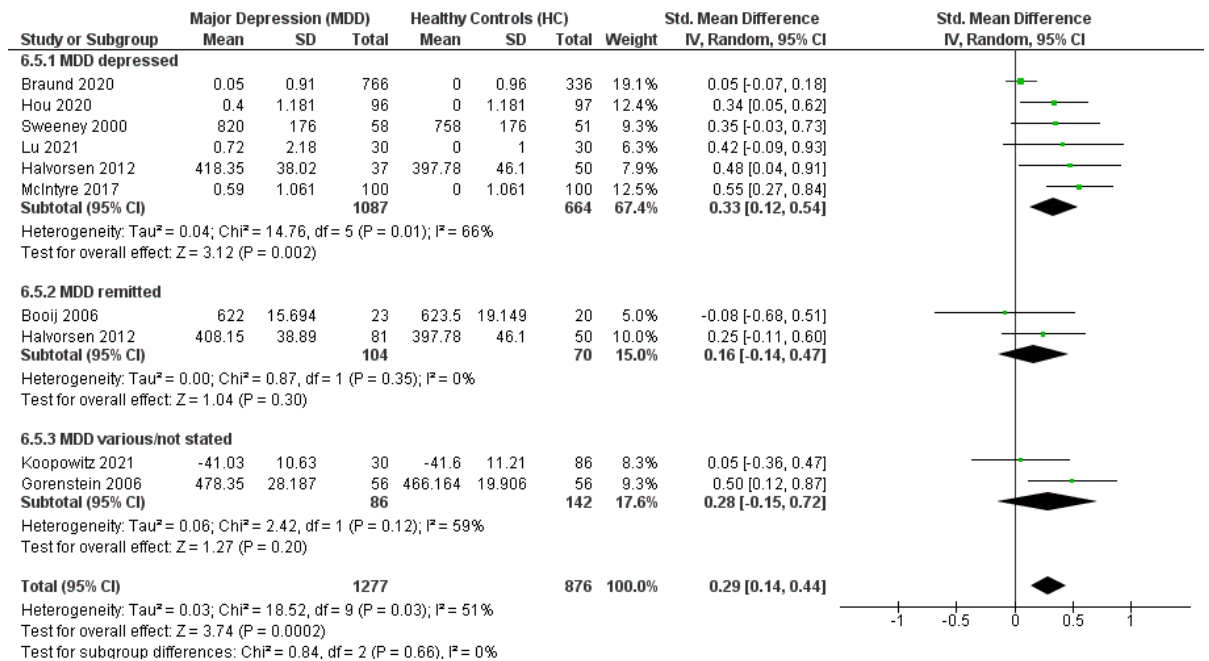 Major Depression (MDD) Healthy Controls (HC) Std. Mean Difference Std. Mean Difference
Study or Subgroup Mean SD Total Mean SD Total Weight IV, Random, 95% CI IV, Random, 95% CI
6.5.1 MDD depressed
Braund 2020 0.05 0.91 766 0 0.96 336 19.1% 0.05 [-0.07, 0.18]
Hou 2020 0.4 1.181 96 0 1.181 97 12.4% 0.34 [0.05, 0.62]
Sweeney 2000 820 176 58 758 176 51 9.3% 0.35 [-0.03, 0.73]
Lu 2021 0.72 2.18 30 0 1 30 6.3% 0.42 [-0.09, 0.93]
Halvorsen 2012 418.35 38.02 37 397.78 46.1 50 7.9% 0.48 [0.04, 0.91]
McIntyre 2017 0.59 1.061 100 0 1.061 100 12.5% 0.55 [0.27, 0.84]
Subtotal (95% CI) 1087 664 67.4% 0.33 [0.12, 0.54]
Heterogeneity: Tau² = 0.04; Chi² = 14.76, df = 5 (P = 0.01); I² = 66%
Test for overall effect: Z = 3.12 (P = 0.002)
6.5.2 MDD remitted
Booij 2006 622 15.694 23 623.5 19.149 20 5.0% -0.08 [-0.68, 0.51]
Halvorsen 2012 408.15 38.89 81 397.78 46.1 50 10.0% 0.25 [-0.11, 0.60]
Subtotal (95% CI) 104 70 15.0% 0.16 [-0.14, 0.47]
Heterogeneity: Tau² = 0.00; Chi² = 0.87, df = 1 (P = 0.35); I² = 0%
Test for overall effect: Z = 1.04 (P = 0.30)
6.5.3 MDD various/not stated
Koopowitz 2021 -41.03 10.63 30 -41.6 11.21 86 8.3% 0.05 [-0.36, 0.47]
Gorenstein 2006 478.35 28.187 56 466.164 19.906 56 9.3% 0.50 [0.12, 0.87]
Subtotal (95% CI) 86 142 17.6% 0.28 [-0.15, 0.72]
Heterogeneity: Tau² = 0.06; Chi² = 2.42, df = 1 (P = 0.12); I² = 59%
Test for overall effect: Z = 1.27 (P = 0.20)
Total (95% CI) 1277 876 100.0% 0.29 [0.14, 0.44]
Heterogeneity: Tau² = 0.03; Chi² = 18.52, df = 9 (P = 0.03); I² = 51%
Test for overall effect: Z = 3.74 (P = 0.0002)
Test for subgroup differences: Chi² = 0.84, df = 2 (P = 0.66), I² = 0%
-1 -0.5 0 0.5 1